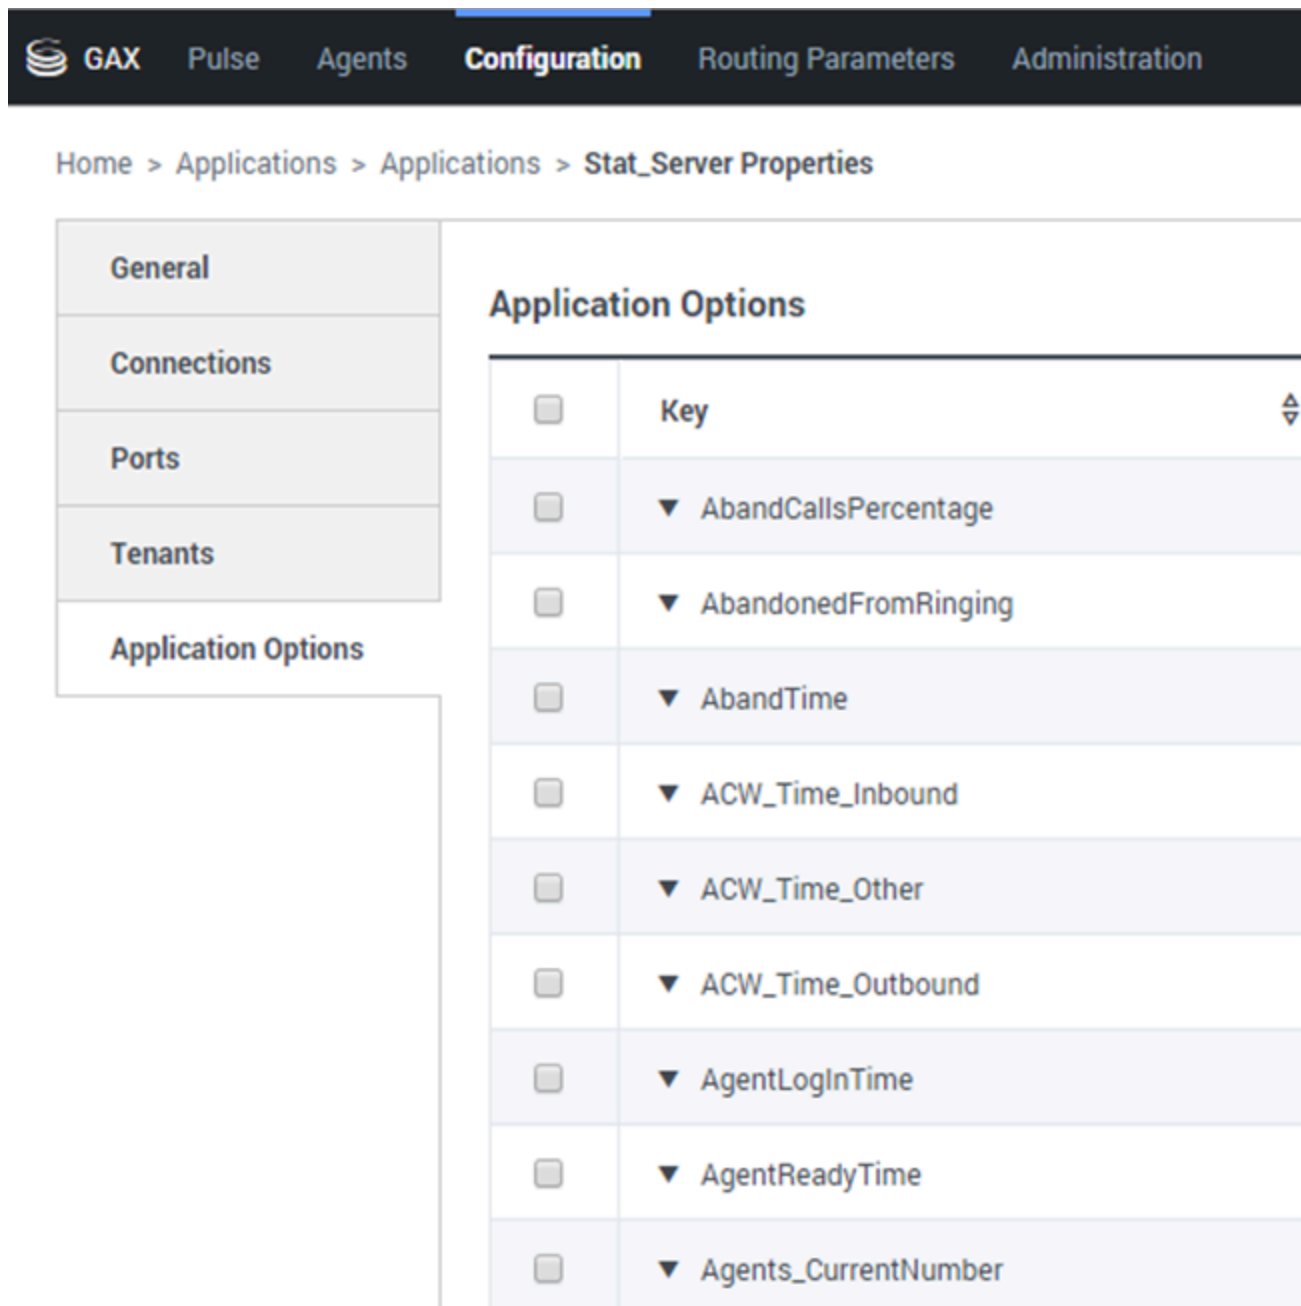 GAX Pulse Agents Configuration Routing Parameters Administration
Home > Applications > Applications > Stat_Server Properties
General
Connections
Ports
Tenants
Application Options
Application Options
Key
AbandCallsPercentage
AbandonedFromRinging
AbandTime
ACW_Time_Inbound
ACW_Time_Other
ACW_Time_Outbound
AgentLogInTime
AgentReadyTime
Agents_CurrentNumber